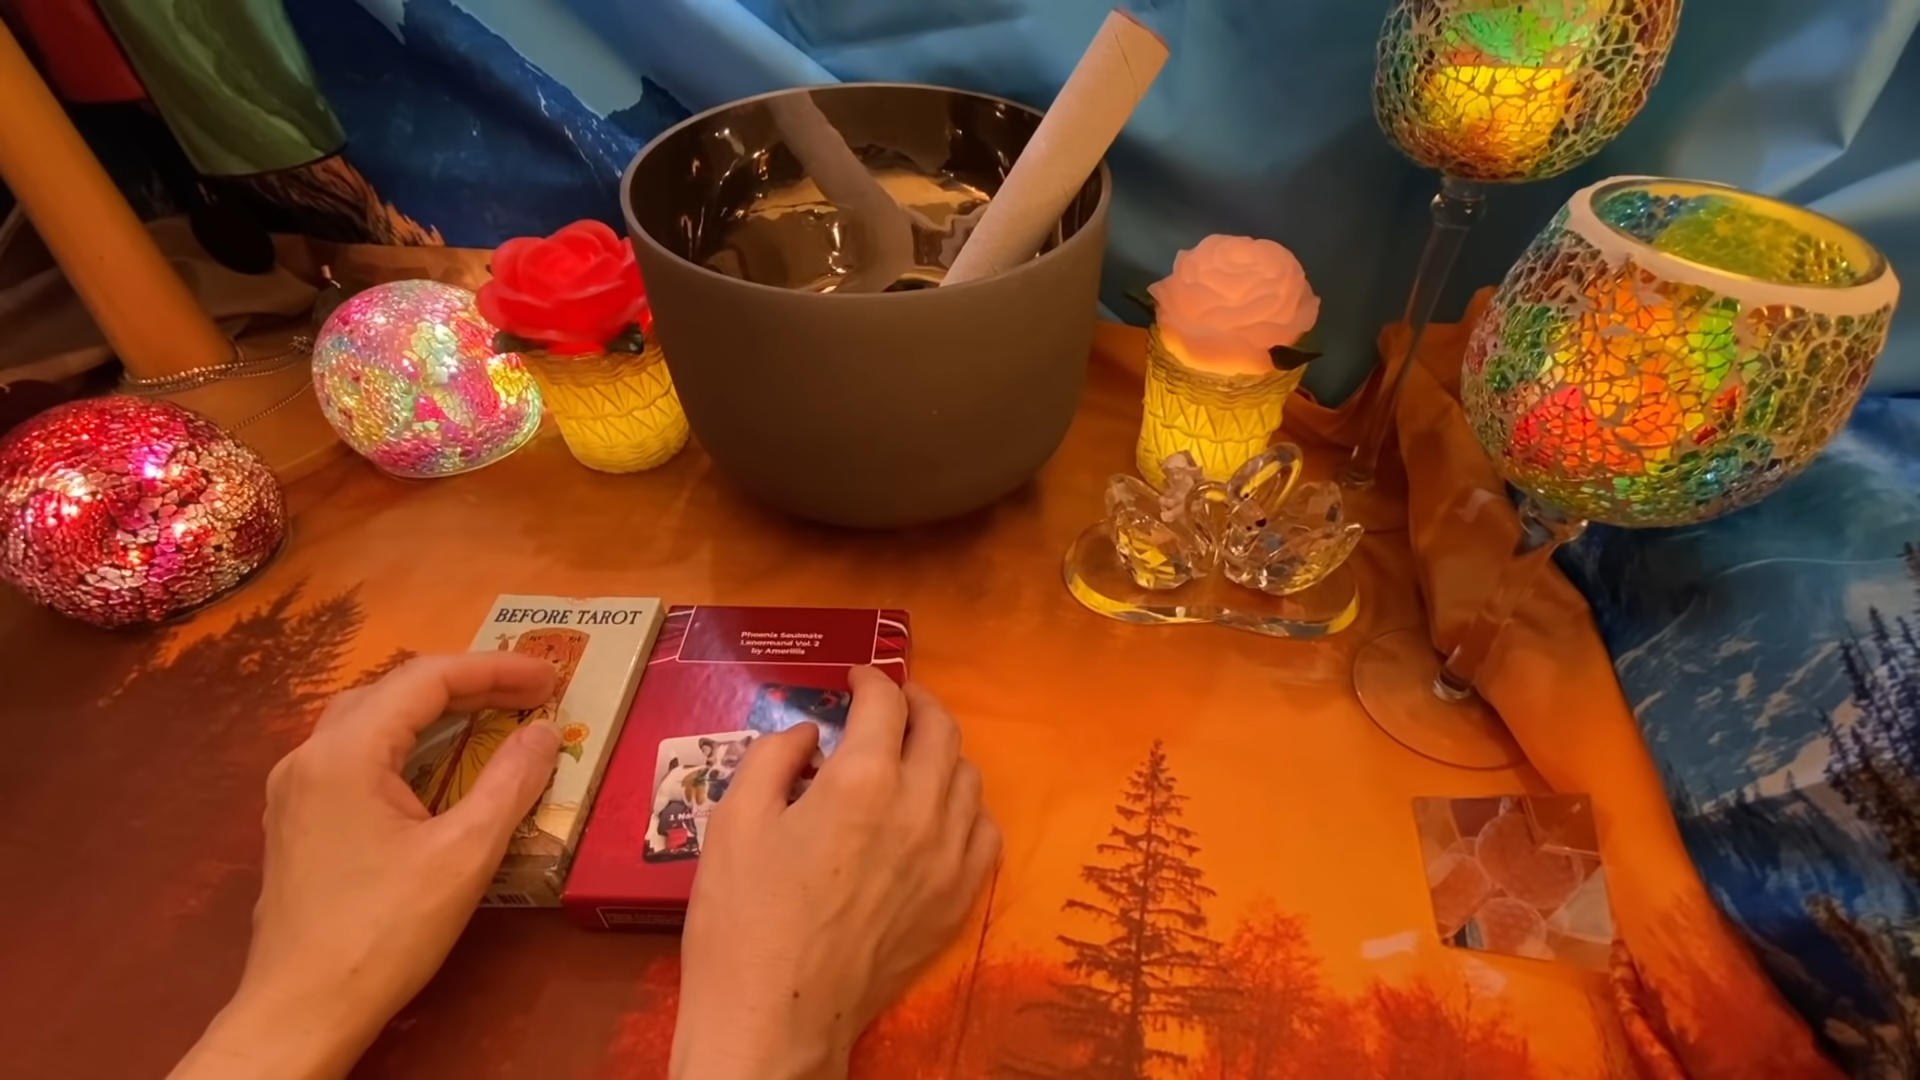 BEFORE TAROT
Phoenix Soulmate
Lenormand Vol. 2
by Amerillis